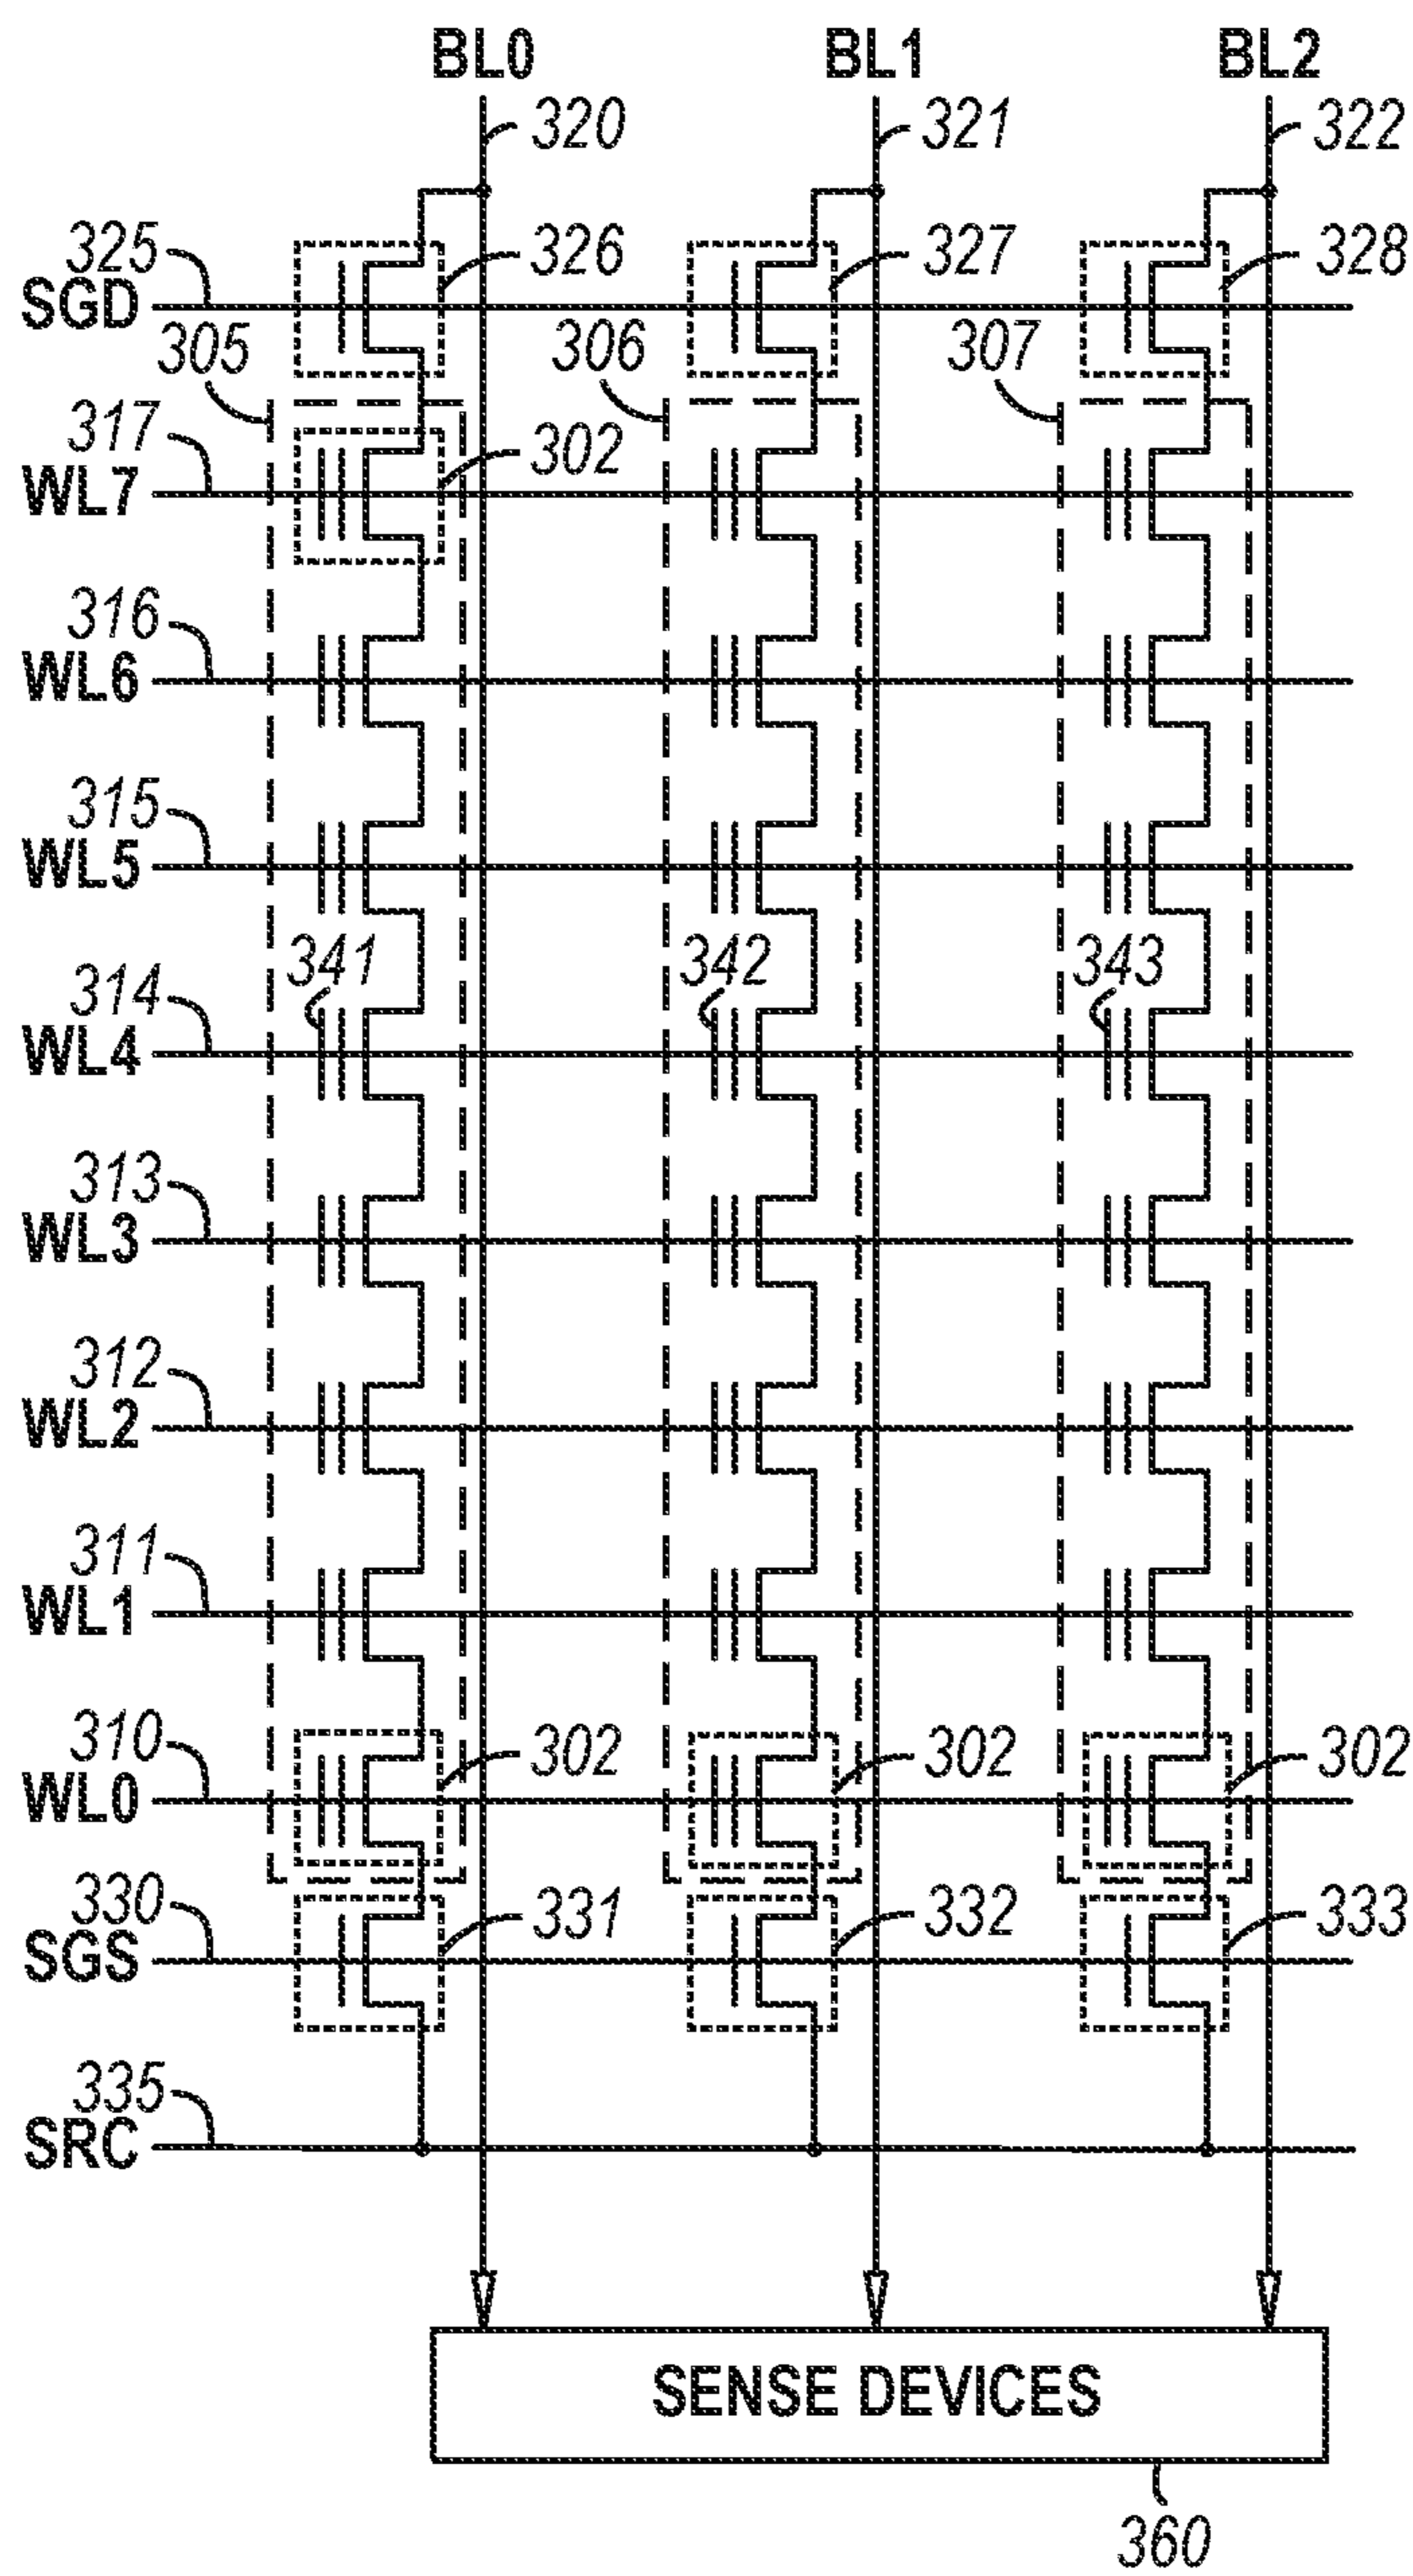 BL0 BL1 BL2
320 321 322
325 326 327 328
SGD
305 306 307
317 302
WL7
316
WL6
315
WL5
341 342 343
314
WL4
313
WL3
312
WL2
311
WL1
310 302 302 302
WL0
330 331 332 333
SGS
335
SRC
SENSE DEVICES
360